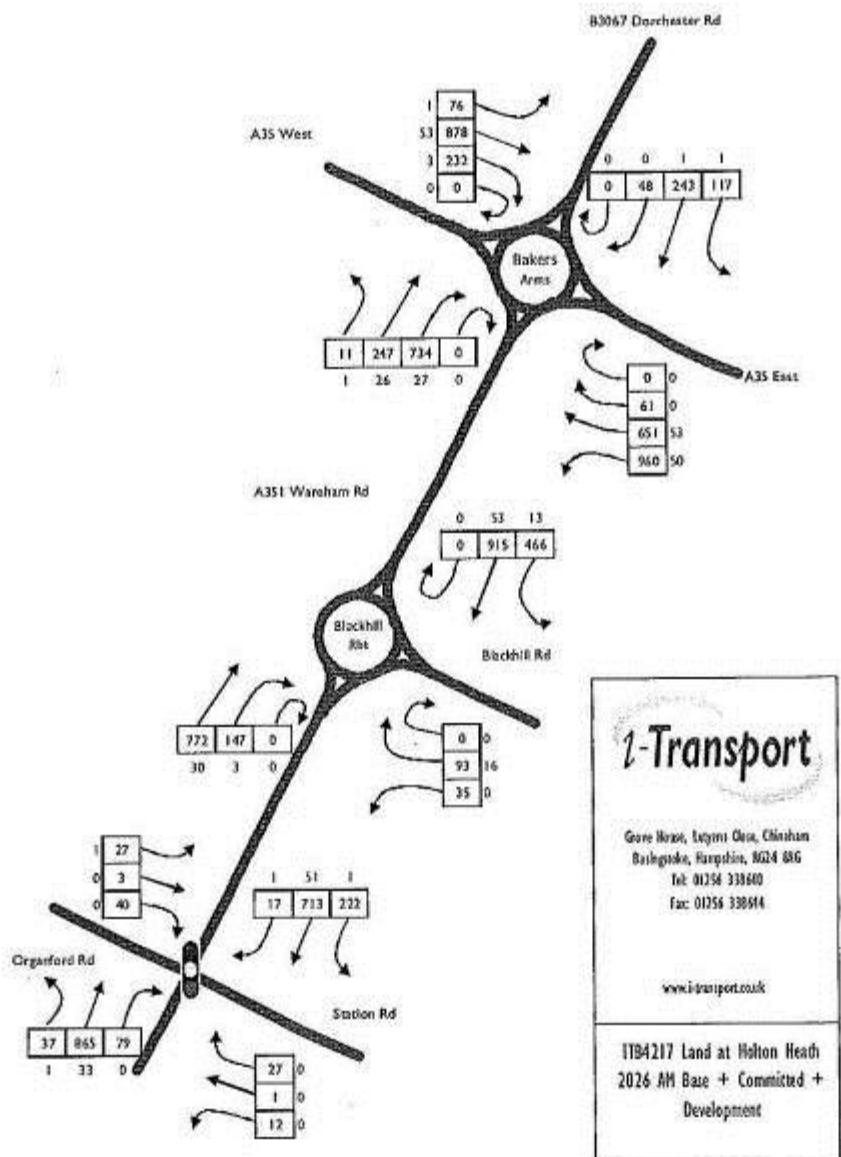 B3067 Dorchester Rd
A35 West
1 76
53 878
3 232
0 0
0 0 1 1
0 48 243 117
Bakers
Arms
11 247 734 0
1 26 27 0
0 0
61 0
651 53
960 50
A35 East
A351 Wareham Rd
0 53 13
0 915 466
Blackhill
Rbt
Blackhill Rd
772 147 0
30 3 0
0 0
93 16
35 0
1 27
0 3
0 40
1 51 1
17 713 222
Organford Rd
Station Rd
37 865 79
1 33 0
27 0
1 0
12 0
i-Transport
Grove House, Lutyens Close, Chineham
Basingstoke, Hampshire, RG24 8AG
Tel: 01256 338640
Fax: 01256 338644
www.i-transport.co.uk
ITB4217 Land at Holton Heath
2026 AM Base + Committed +
Development